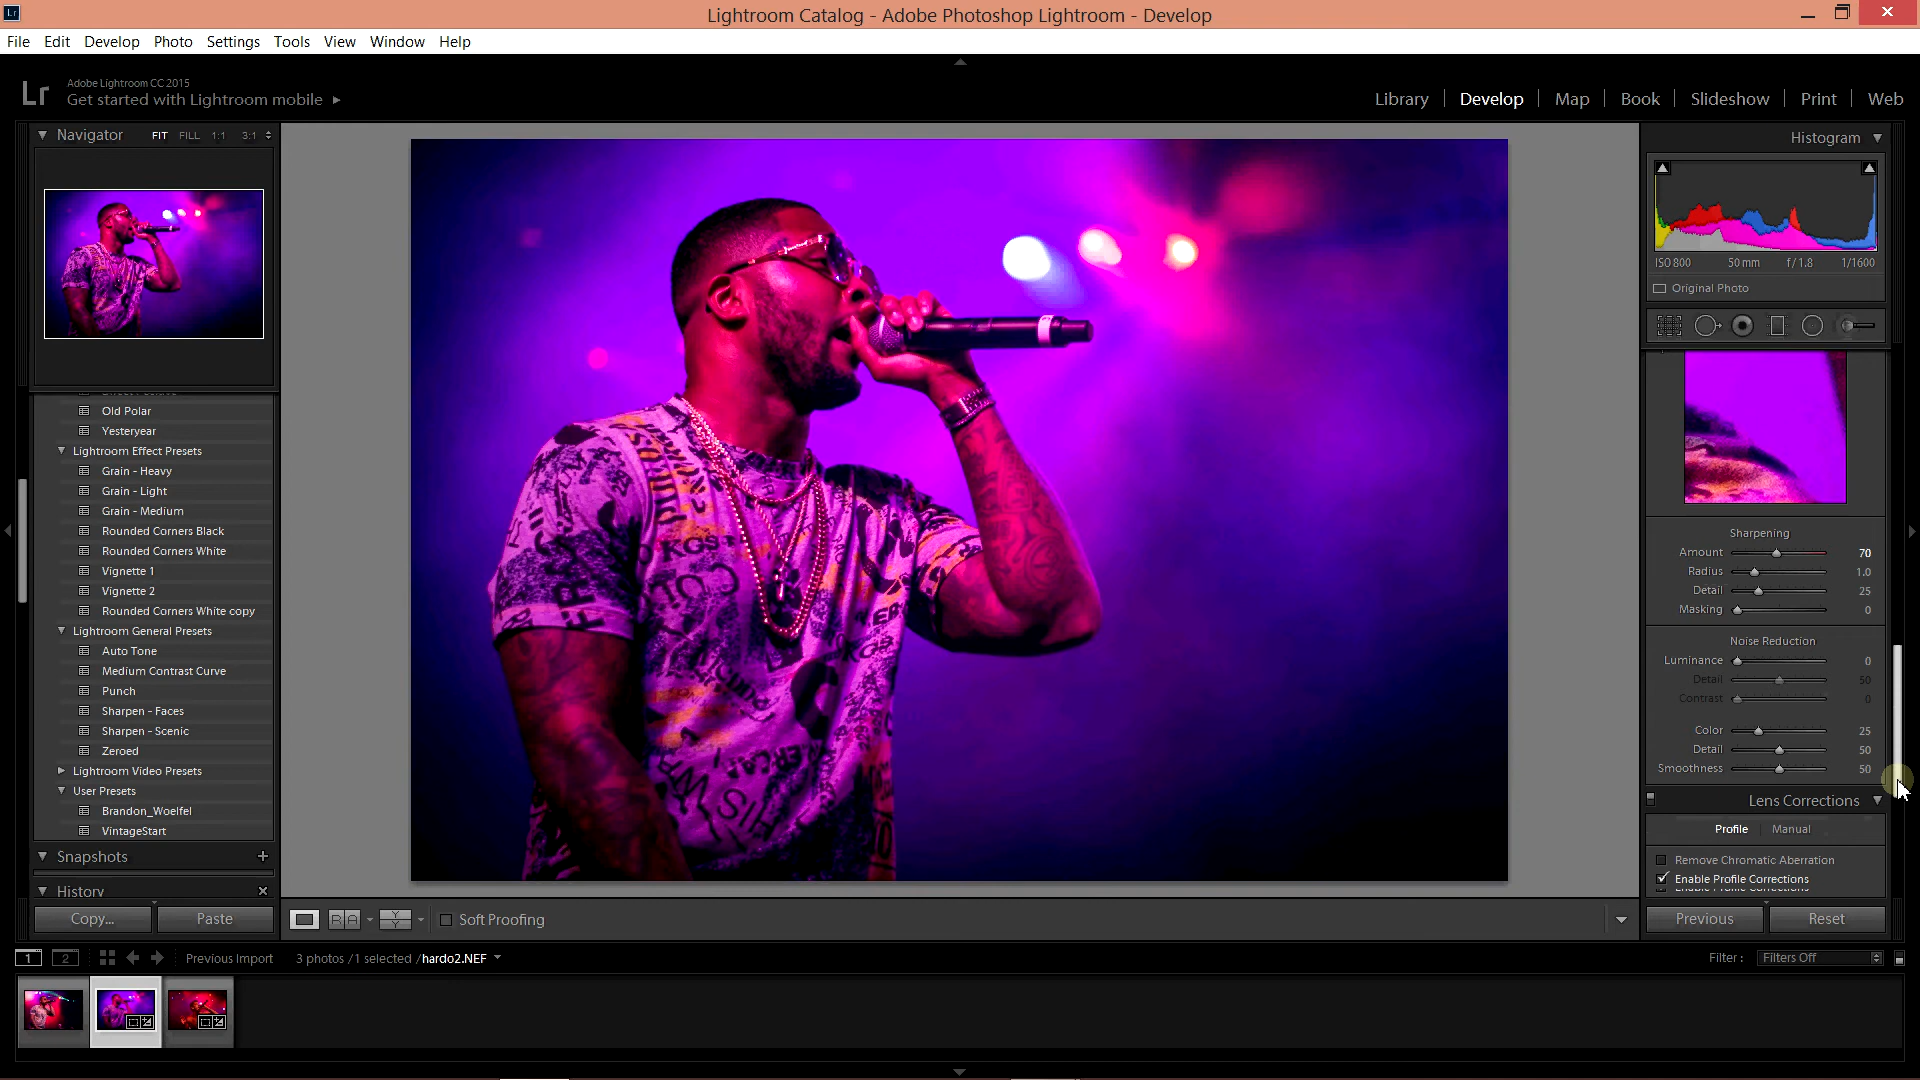 Lr
Lightroom Catalog - Adobe Photoshop Lightroom - Develop
File Edit Develop Photo Settings Tools View Window Help
Lr
Adobe Lightroom CC 2015
Get started with Lightroom mobile
Library Develop Map Book Slideshow Print Web
Navigator FIT FILL 1:1 3:1
Histogram
ISO 800 50 mm f/1.8 1/1600
Original Photo
Old Polar
Yesteryear
Lightroom Effect Presets
Grain - Heavy
Grain - Light
Grain - Medium
Rounded Corners Black
Rounded Corners White
Vignette 1
Vignette 2
Rounded Corners White copy
Lightroom General Presets
Auto Tone
Medium Contrast Curve
Punch
Sharpen - Faces
Sharpen - Scenic
Zeroed
Lightroom Video Presets
User Presets
Brandon_Woelfel
VintageStart
Snapshots
History
Copy... Paste
Sharpening
Amount 70
Radius 1.0
Detail 25
Masking 0
Noise Reduction
Luminance 0
Detail 50
Contrast 0
Color 25
Detail 50
Smoothness 50
Lens Corrections
Profile Manual
Remove Chromatic Aberration
Enable Profile Corrections
Previous Reset
R A Y Y Soft Proofing
1 2 Previous Import 3 photos /1 selected /hardo2.NEF
Filter : Filters Off